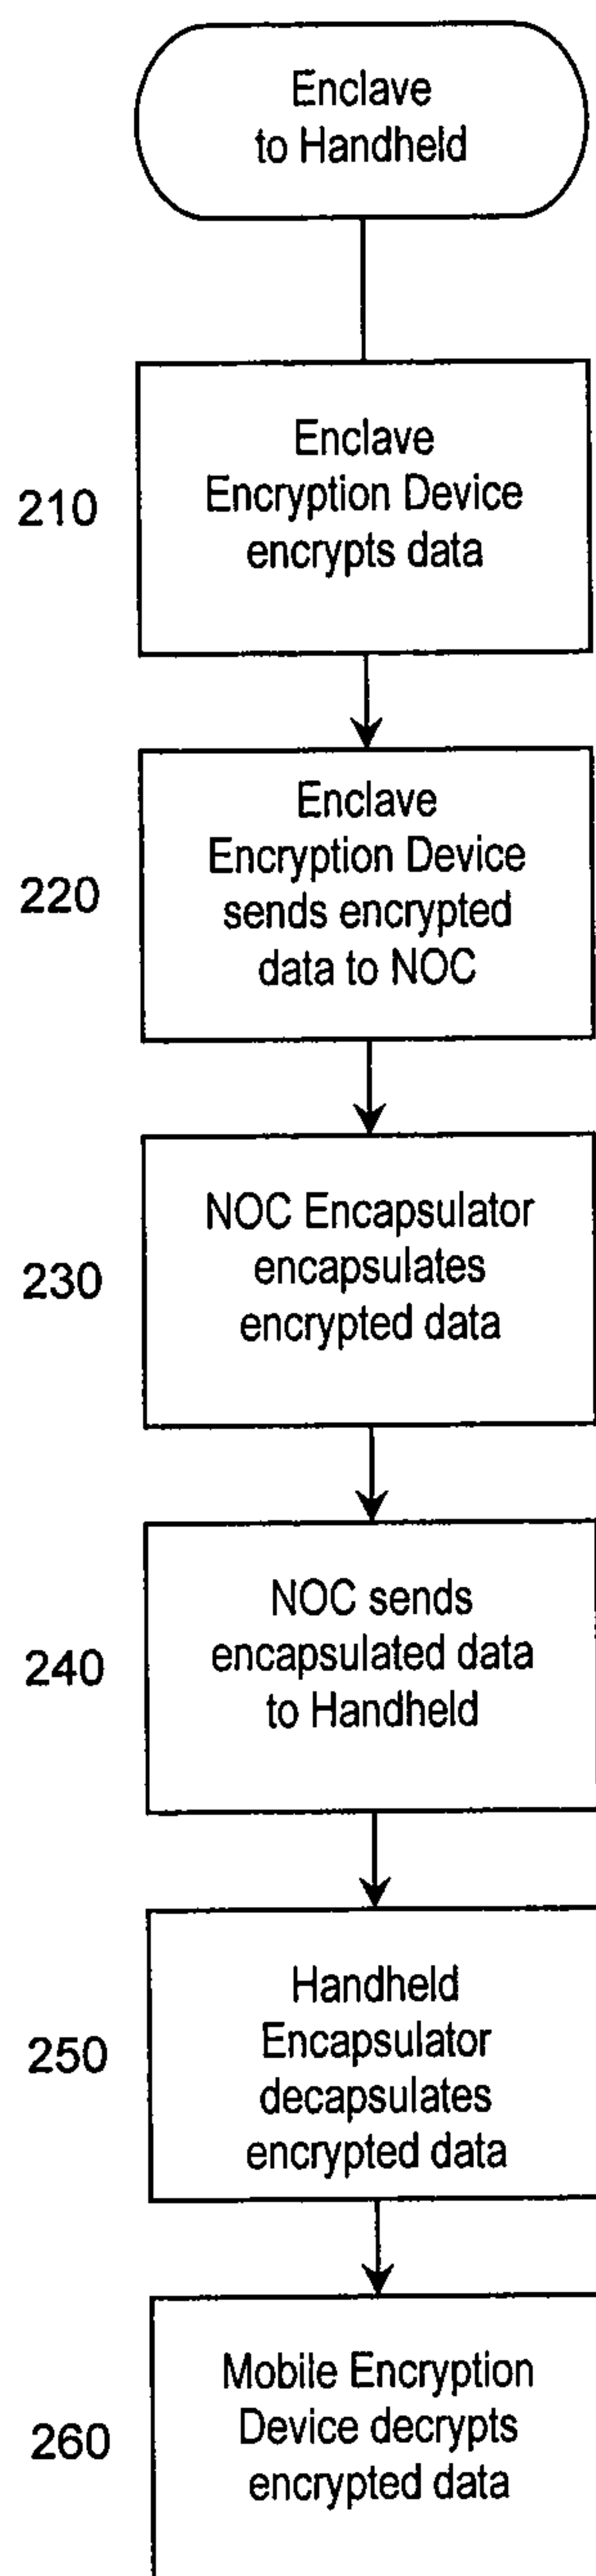 Enclave
to Handheld
210
Enclave
Encryption Device
encrypts data
220
Enclave
Encryption Device
sends encrypted
data to NOC
230
NOC Encapsulator
encapsulates
encrypted data
240
NOC sends
encapsulated data
to Handheld
250
Handheld
Encapsulator
decapsulates
encrypted data
260
Mobile Encryption
Device decrypts
encrypted data